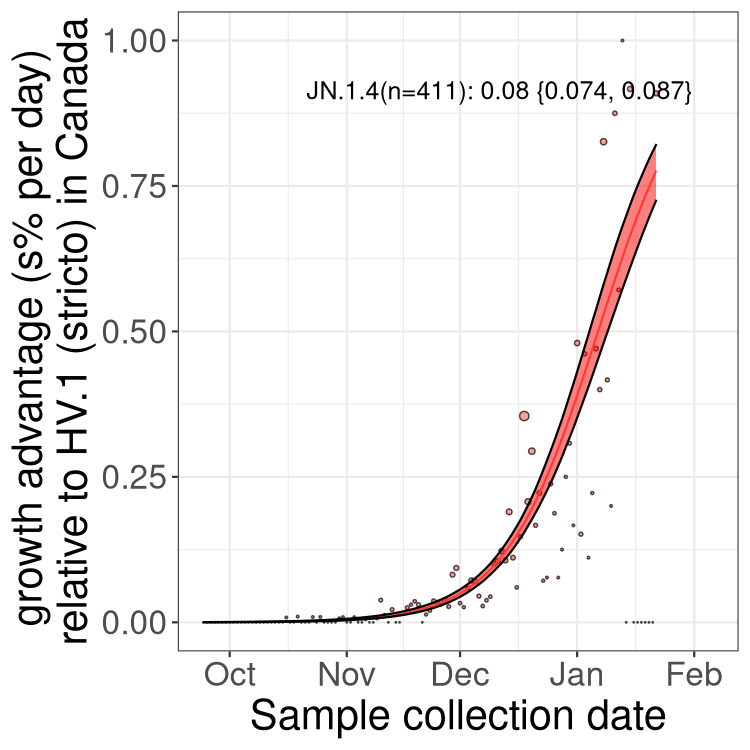 growth advantage (s% per day)
relative to HV.1 (stricto) in Canada
1.00
0.75
0.50
0.25
0.00
JN.1.4(n=411): 0.08 {0.074, 0.087}
Oct Nov Dec Jan Feb
Sample collection date